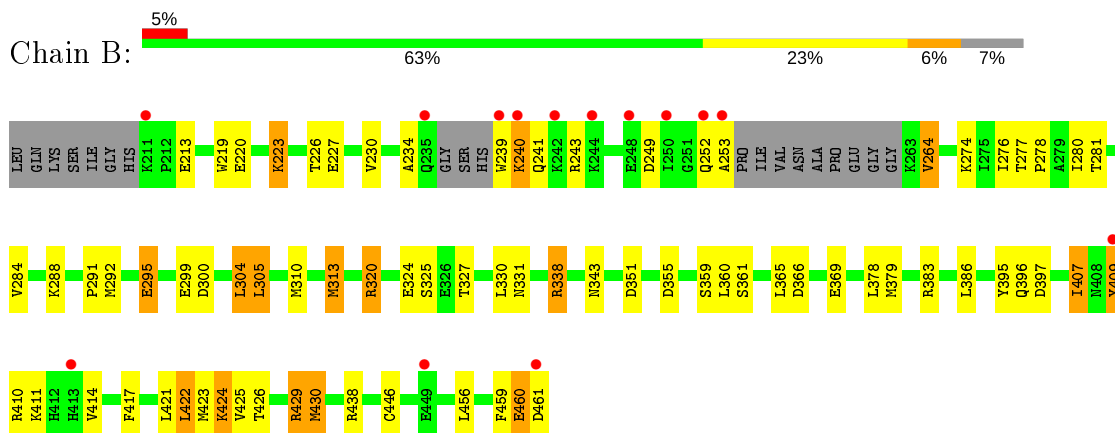 5%
Chain B:
63% 23% 6% 7%
LEU GLN LYS SER ILE GLY HIS K211 P212 E213 W219 E220 K223 T226 E227 V230 A234 Q235 GLY SER HIS W239 K240 Q241 K242 R243 K244 E248 D249 I250 G251 Q252 A253 PRO ILE VAL ASN ALA PRO GLU GLY GLY K263 V264 K274 I275 I276 T277 P278 A279 I280 T281
V284 K288 P291 M292 E295 E299 D300 L304 L305 M310 M313 R320 E324 S325 E326 T327 L330 N331 R338 N343 D351 D355 S359 L360 S361 L365 D366 E369 L378 M379 R383 L386 Y395 Q396 D397 I407 N408 Y409
R410 K411 H412 H413 V414 F417 L421 L422 M423 K424 V425 T426 R429 M430 R438 C446 E449 L456 F459 E460 D461